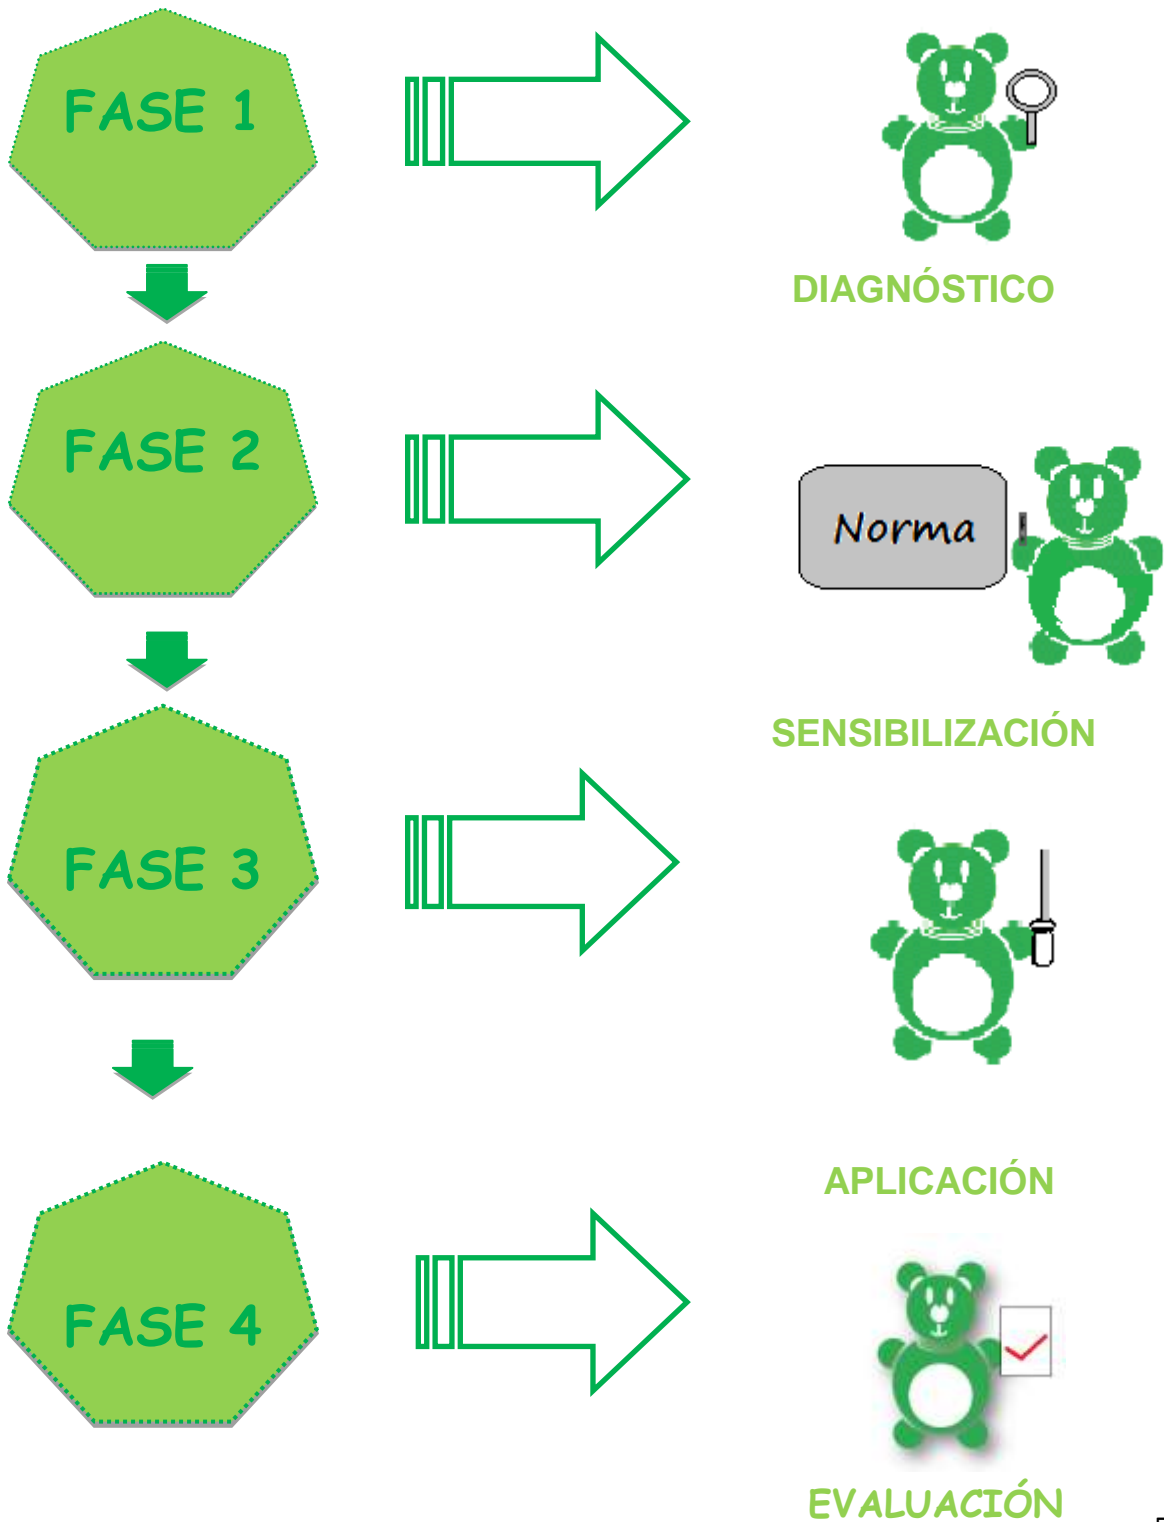 FASE 1
DIAGNÓSTICO
FASE 2
Norma
SENSIBILIZACIÓN
FASE 3
APLICACIÓN
FASE 4
EVALUACIÓN